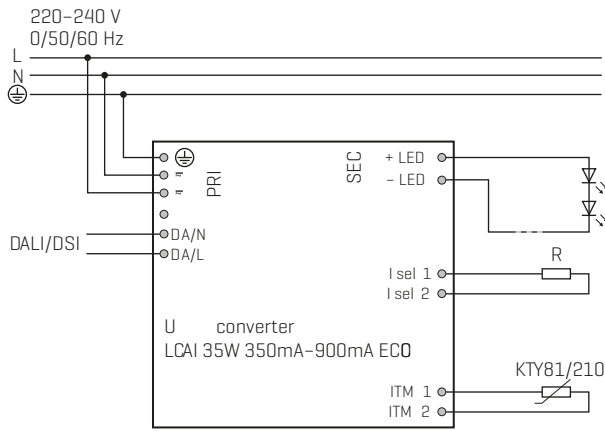 220–240 V
0/50/60 Hz
L
N
PRI
SEC
+ LED
– LED
DALI/DSI
DA/N
DA/L
I sel 1
I sel 2
R
U converter
LCAI 35W 350mA–900mA ECO
ITM 1
ITM 2
KTY81/210